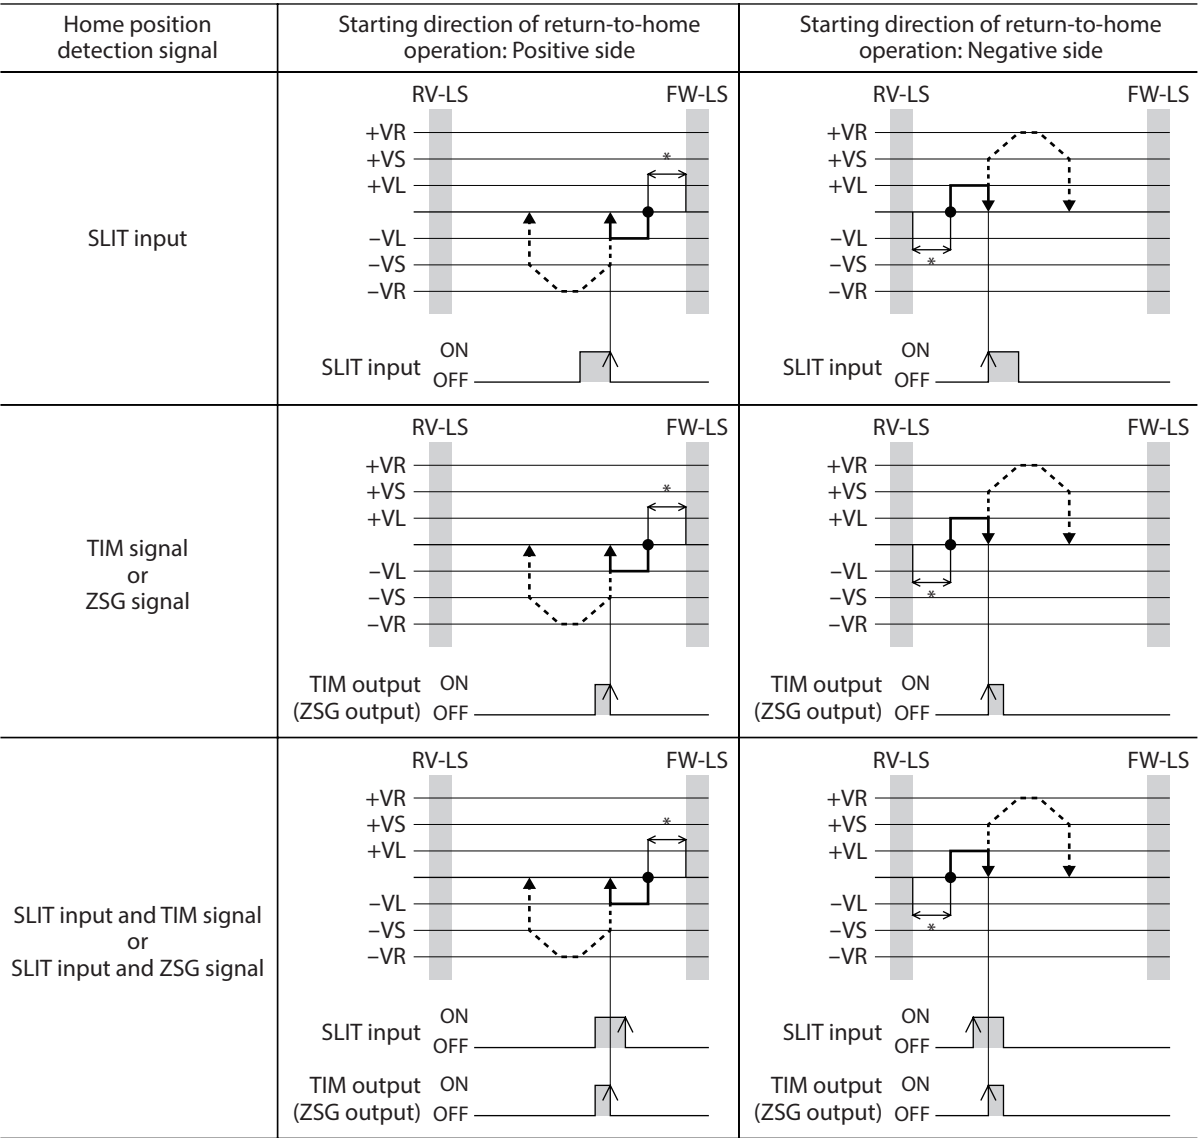 Home position
detection signal
Starting direction of return-to-home
operation: Positive side
Starting direction of return-to-home
operation: Negative side
SLIT input
RV-LS FW-LS
+VR
+VS
*
+VL
–VL
–VS
–VR
SLIT input ON
OFF
RV-LS FW-LS
+VR
+VS
+VL
–VL
*
–VS
–VR
SLIT input ON
OFF
TIM signal
or
ZSG signal
RV-LS FW-LS
+VR
+VS
*
+VL
–VL
–VS
–VR
TIM output ON
(ZSG output) OFF
RV-LS FW-LS
+VR
+VS
+VL
–VL
*
–VS
–VR
TIM output ON
(ZSG output) OFF
SLIT input and TIM signal
or
SLIT input and ZSG signal
RV-LS FW-LS
+VR
+VS
*
+VL
–VL
–VS
–VR
SLIT input ON
OFF
TIM output ON
(ZSG output) OFF
RV-LS FW-LS
+VR
+VS
+VL
–VL
*
–VS
–VR
SLIT input ON
OFF
TIM output ON
(ZSG output) OFF